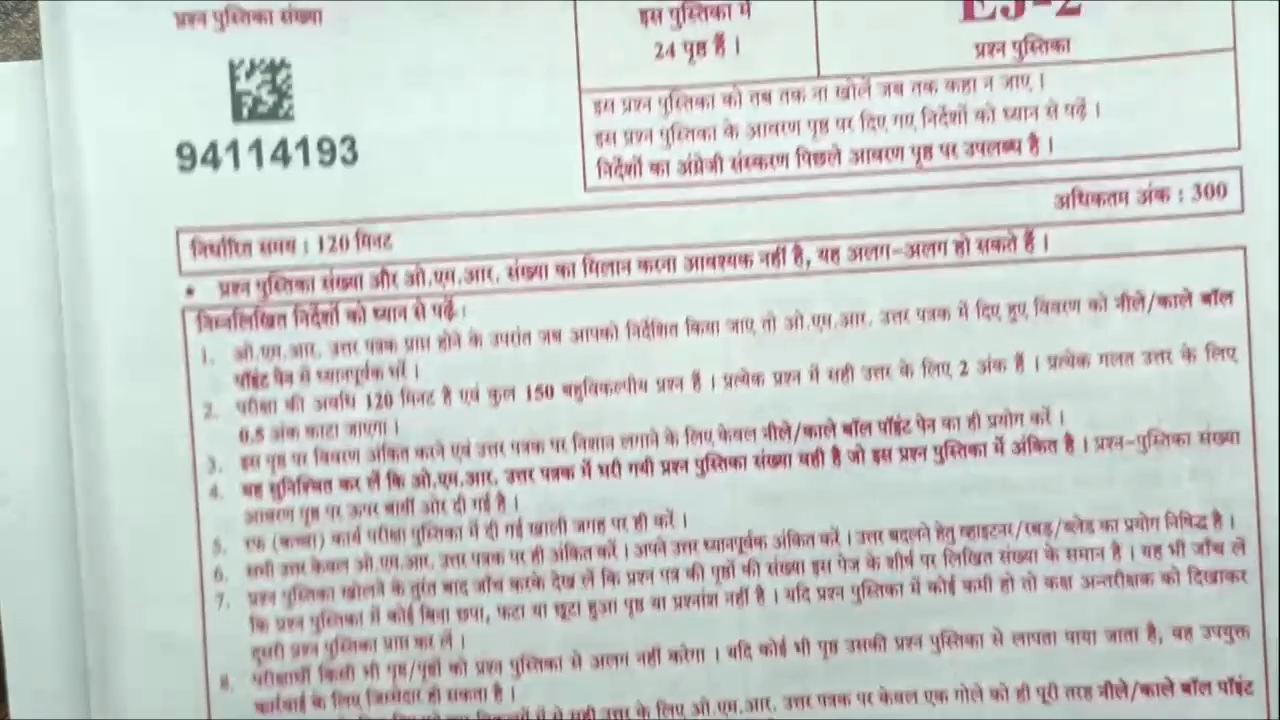 प्रश्न पुस्तिका संख्या
94114193
इस पुस्तिका में
24 पृष्ठ हैं ।
EJ-2
प्रश्न पुस्तिका
इस प्रश्न पुस्तिका को तब तक ना खोलें जब तक कहा न जाए ।
इस प्रश्न पुस्तिका के आवरण पृष्ठ पर दिए गए निर्देशों को ध्यान से पढ़ें ।
निर्देशों का अंग्रेजी संस्करण पिछले आवरण पृष्ठ पर उपलब्ध है ।
निर्धारित समय : 120 मिनट
अधिकतम अंक : 300
• प्रश्न पुस्तिका संख्या और ओ.एम.आर. संख्या का मिलान करना आवश्यक नहीं है, यह अलग-अलग हो सकते हैं ।
निम्नलिखित निर्देशों को ध्यान से पढ़ें :
1. ओ.एम.आर. उत्तर पत्रक प्राप्त होने के उपरांत जब आपको निर्देशित किया जाए तो ओ.एम.आर. उत्तर पत्रक में दिए हुए विवरण को नीले/काले बॉल
पॉइंट पेन से ध्यानपूर्वक भरें ।
2. परीक्षा की अवधि 120 मिनट है एवं कुल 150 बहुविकल्पीय प्रश्न हैं । प्रत्येक प्रश्न में सही उत्तर के लिए 2 अंक हैं । प्रत्येक गलत उत्तर के लिए
0.5 अंक काटा जाएगा ।
3. इस पृष्ठ पर विवरण अंकित करने एवं उत्तर पत्रक पर निशान लगाने के लिए केवल नीले/काले बॉल पॉइंट पेन का ही प्रयोग करें ।
4. यह सुनिश्चित कर लें कि ओ.एम.आर. उत्तर पत्रक में भरी गयी प्रश्न पुस्तिका संख्या वही है जो इस प्रश्न पुस्तिका में अंकित है । प्रश्न-पुस्तिका संख्या
आवरण पृष्ठ पर ऊपर बायीं ओर दी गई है ।
5. रफ (कच्चा) कार्य परीक्षा पुस्तिका में दी गई खाली जगह पर ही करें ।
6. सभी उत्तर केवल ओ.एम.आर. उत्तर पत्रक पर ही अंकित करें । अपने उत्तर ध्यानपूर्वक अंकित करें । उत्तर बदलने हेतु व्हाइटनर/रबड़/ब्लेड का प्रयोग निषिद्ध है ।
7. प्रश्न पुस्तिका खोलने के तुरंत बाद जाँच करके देख लें कि प्रश्न पत्र की पृष्ठों की संख्या इस पेज के शीर्ष पर लिखित संख्या के समान है । यह भी जाँच लें
कि प्रश्न पुस्तिका में कोई बिना छपा, फटा या छूटा हुआ पृष्ठ या प्रश्नांश नहीं है । यदि प्रश्न पुस्तिका में कोई कमी हो तो कक्ष अन्तरीक्षक को दिखाकर
दूसरी प्रश्न पुस्तिका प्राप्त कर लें ।
8. परीक्षार्थी किसी भी पृष्ठ/पृष्ठों को प्रश्न पुस्तिका से अलग नहीं करेगा । यदि कोई भी पृष्ठ उसकी प्रश्न पुस्तिका से लापता पाया जाता है, वह उपयुक्त
कार्रवाई के लिए जिम्मेदार ही सकता है ।
में से सही उत्तर के लिए ओ.एम.आर. उत्तर पत्रक पर केवल एक गोले को ही पूरी तरह नीले/काले बॉल पॉइंट